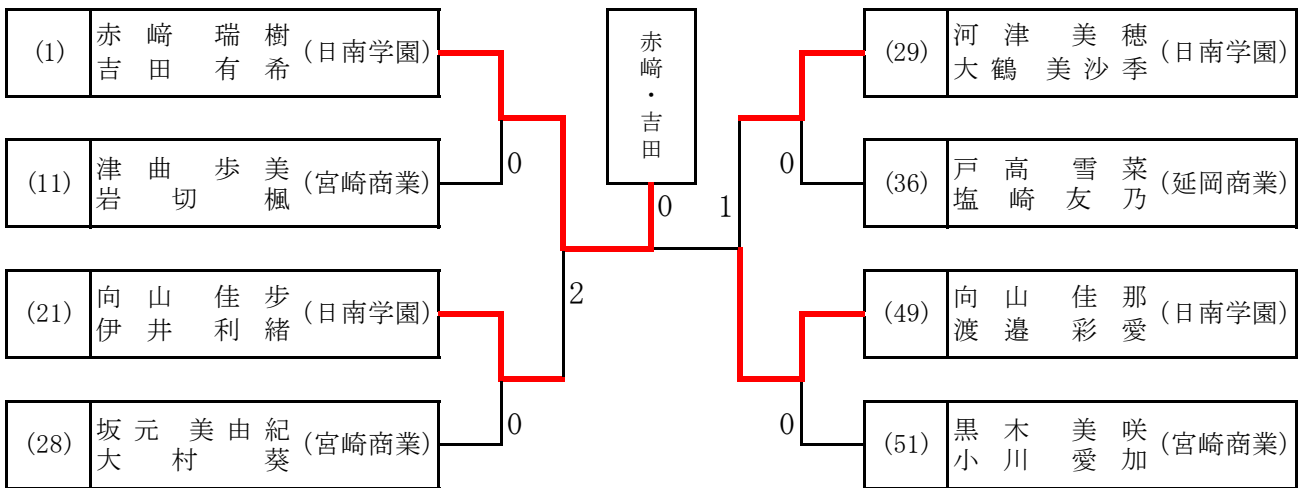 (1) 赤﨑 瑞樹 (日南学園)
吉田 有希
(11) 津曲 歩美 (宮崎商業)
岩切 楓
(21) 向山 佳歩 (日南学園)
伊井 利緒
(28) 坂元 美由紀 (宮崎商業)
大村 葵
0
2
0
赤﨑・吉田
0 1
(29) 河津 美穂 (日南学園)
大鶴 美沙季
(36) 戸高 雪菜 (延岡商業)
塩崎 友乃
(49) 向山 佳那 (日南学園)
渡邉 彩愛
(51) 黒木 美咲 (宮崎商業)
小川 愛加
0
0